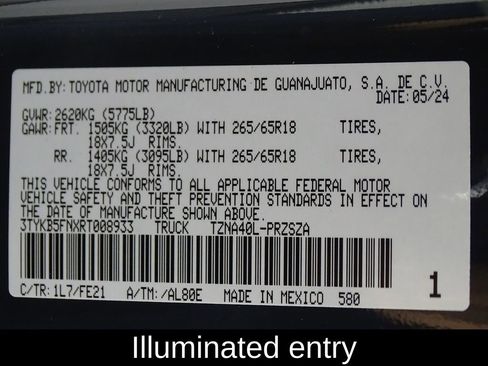 MFD.BY:TOYOTA MOTOR MANUFACTURING DE GUANAJUATO, S.A. DE C.V.
DATE:05/24
GVWR:2620KG (5775LB)
GAWR:FRT. 1505KG (3320LB) WITH 265/65R18 TIRES,
18X7.5J RIMS.
RR. 1405KG (3095LB) WITH 265/65R18 TIRES,
18X7.5J RIMS.
THIS VEHICLE CONFORMS TO ALL APPLICABLE FEDERAL MOTOR
VEHICLE SAFETY AND THEFT PREVENTION STANDARDS IN EFFECT ON
THE DATE OF MANUFACTURE SHOWN ABOVE.
3TYKB5FNXRT008933 TRUCK TZNA40L-PRZSZA
C/TR:1L7/FE21 A/TM:/AL80E MADE IN MEXICO 580 1
Illuminated entry